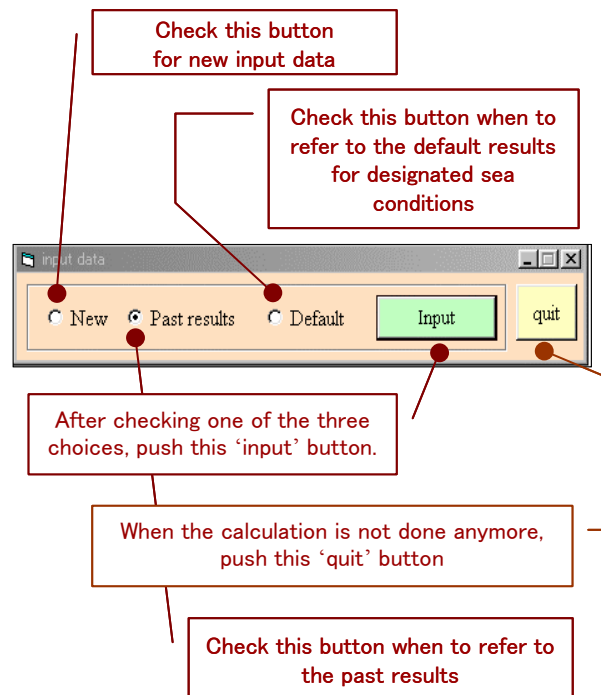 Check this button
for new input data
Check this button when to
refer to the default results
for designated sea
conditions
input data
New
Past results
Default
Input
quit
After checking one of the three
choices, push this ‘input’ button.
When the calculation is not done anymore,
push this ‘quit’ button
Check this button when to refer to
the past results